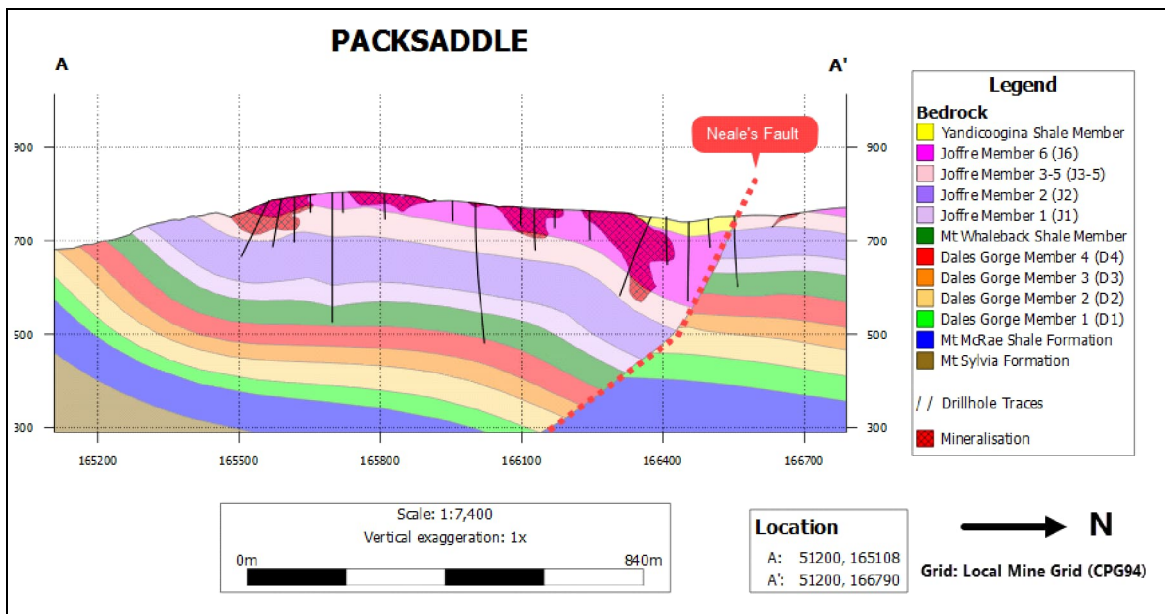 PACKSADDLE
A
A'
Neale's Fault
900
700
500
300
900
700
500
300
165200
165500
165800
166100
166400
166700
Legend
Bedrock
Yandicoogina Shale Member
Joffre Member 6 (J6)
Joffre Member 3-5 (J3-5)
Joffre Member 2 (J2)
Joffre Member 1 (J1)
Mt Whaleback Shale Member
Dales Gorge Member 4 (D4)
Dales Gorge Member 3 (D3)
Dales Gorge Member 2 (D2)
Dales Gorge Member 1 (D1)
Mt McRae Shale Formation
Mt Sylvia Formation
Drillhole Traces
Mineralisation
Scale: 1:7,400
Vertical exaggeration: 1x
0m
840m
Location
A: 51200, 165108
A': 51200, 166790
N
Grid: Local Mine Grid (CPG94)